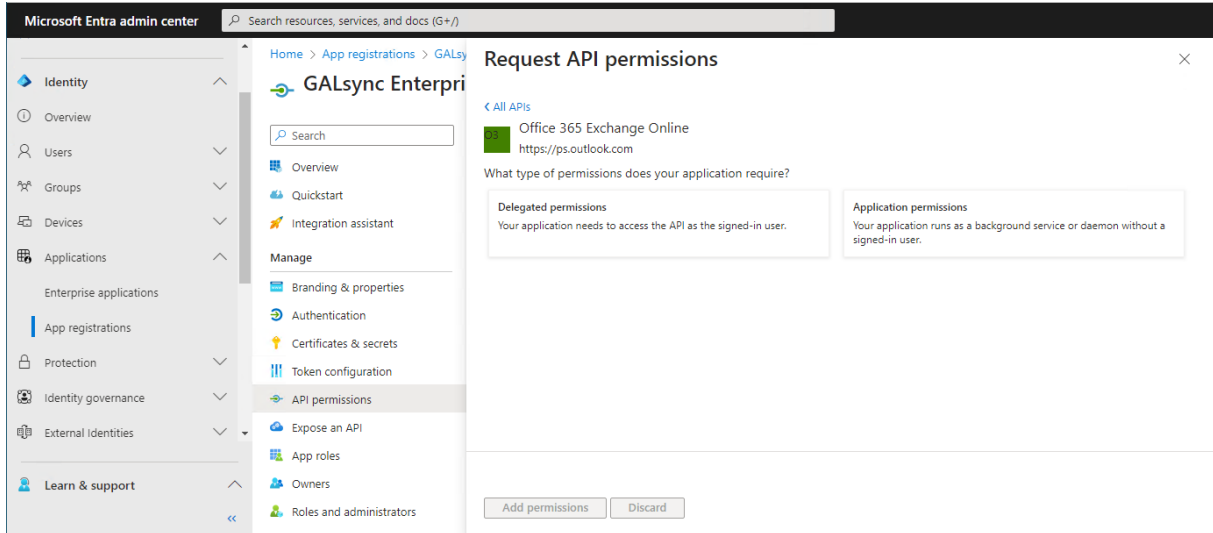 Microsoft Entra admin center
Search resources, services, and docs (G+/)
Identity
Overview
Users
Groups
Devices
Applications
Enterprise applications
App registrations
Protection
Identity governance
External Identities
Learn & support
«
Home > App registrations > GALsy
GALsync Enterpri
Search
Overview
Quickstart
Integration assistant
Manage
Branding & properties
Authentication
Certificates & secrets
Token configuration
API permissions
Expose an API
App roles
Owners
Roles and administrators
Request API permissions
All APIs
O3
Office 365 Exchange Online
https://ps.outlook.com
What type of permissions does your application require?
Delegated permissions
Your application needs to access the API as the signed-in user.
Application permissions
Your application runs as a background service or daemon without a
signed-in user.
Add permissions
Discard